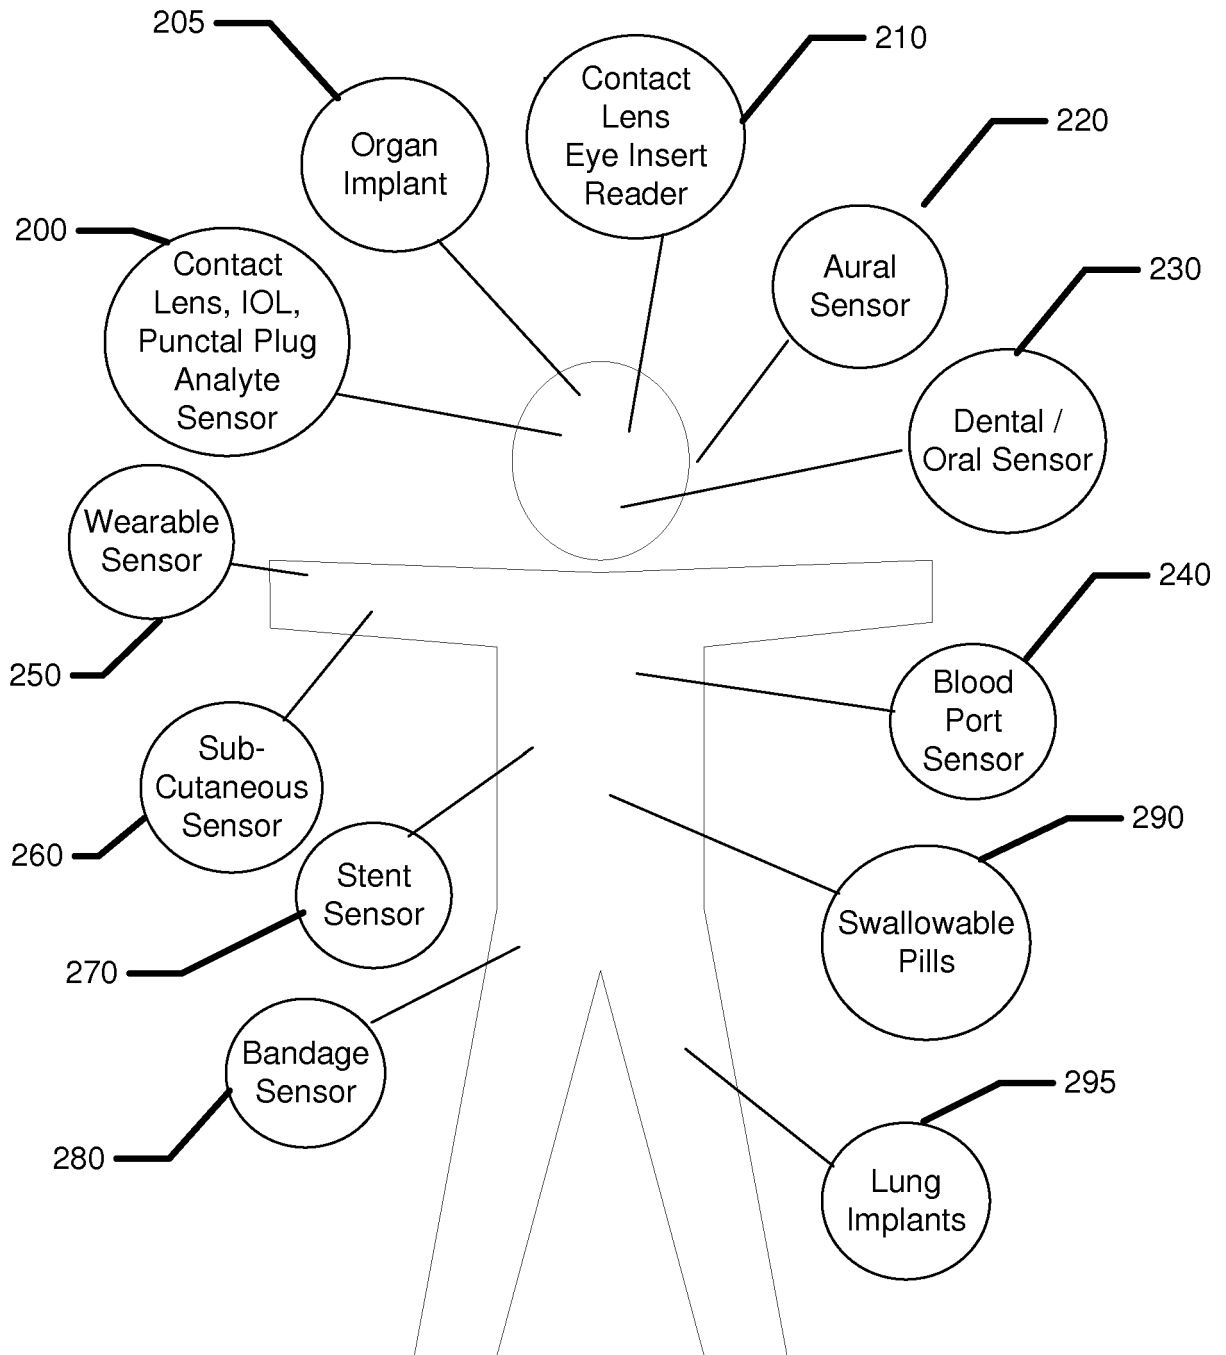 205
210
Contact
Lens
Eye Insert
Reader
220
Organ
Implant
200
Contact
Lens, IOL,
Punctal Plug
Analyte
Sensor
Aural
Sensor
230
Dental /
Oral Sensor
Wearable
Sensor
250
240
Blood
Port
Sensor
Sub-
Cutaneous
Sensor
260
290
Stent
Sensor
270
Swallowable
Pills
Bandage
Sensor
280
295
Lung
Implants